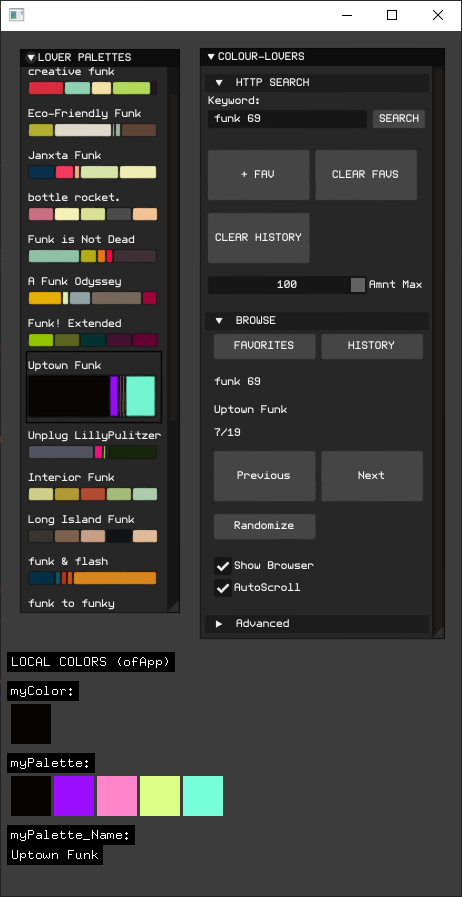 LOVER PALETTES
creative funk
Eco-Friendly Funk
Janxta Funk
bottle rocket.
Funk is Not Dead
A Funk Odyssey
Funk! Extended
Uptown Funk
Unplug LillyPulitzer
Interior Funk
Long Island Funk
funk & flash
funk to funky
COLOUR-LOVERS
HTTP SEARCH
Keyword:
funk 69 SEARCH
+ FAV CLEAR FAVS
CLEAR HISTORY
100 Amnt Max
BROWSE
FAVORITES HISTORY
funk 69
Uptown Funk
7/19
Previous Next
Randomize
Show Browser
AutoScroll
Advanced
LOCAL COLORS (ofApp)
myColor:
myPalette:
myPalette_Name:
Uptown Funk